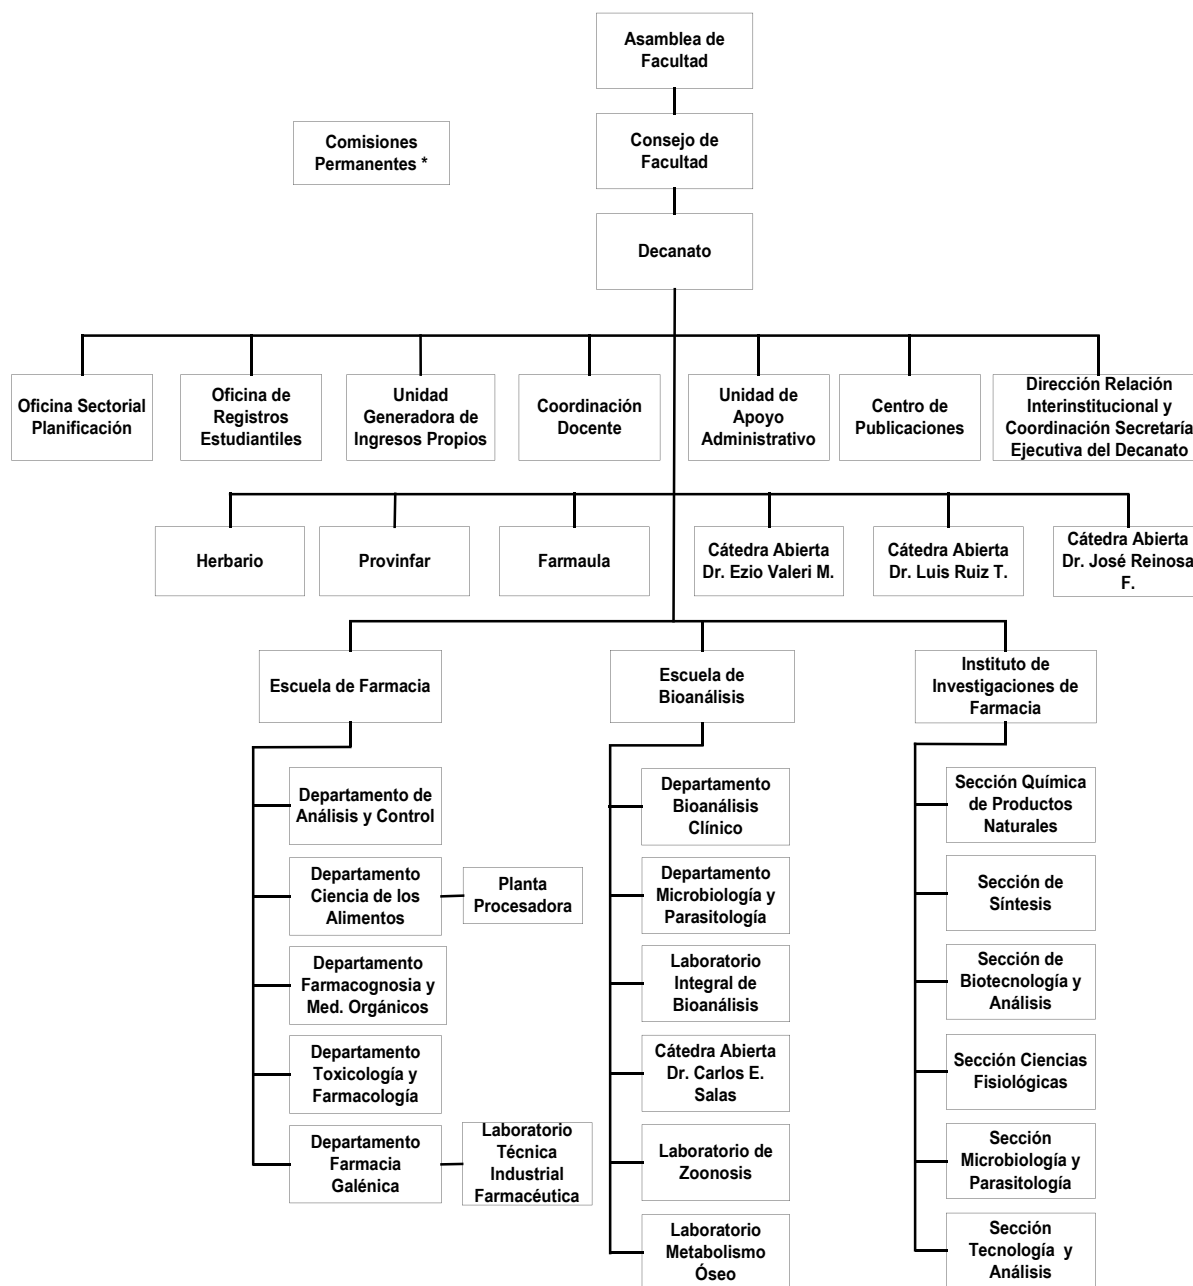 Asamblea de
Facultad
Comisiones
Permanentes *
Consejo de
Facultad
Decanato
Oficina Sectorial
Planificación
Oficina de
Registros
Estudiantiles
Unidad
Generadora de
Ingresos Propios
Coordinación
Docente
Unidad de
Apoyo
Administrativo
Centro de
Publicaciones
Dirección Relación
Interinstitucional y
Coordinación Secretaría
Ejecutiva del Decanato
Herbario
Provinfar
Farmaula
Cátedra Abierta
Dr. Ezio Valeri M.
Cátedra Abierta
Dr. Luis Ruiz T.
Cátedra Abierta
Dr. José Reinosa
F.
Escuela de Farmacia
Escuela de
Bioanálisis
Instituto de
Investigaciones de
Farmacia
Departamento de
Análisis y Control
Departamento
Ciencia de los
Alimentos
Planta
Procesadora
Departamento
Farmacognosia y
Med. Orgánicos
Departamento
Toxicología y
Farmacología
Departamento
Farmacia
Galénica
Laboratorio
Técnica
Industrial
Farmacéutica
Departamento
Bioanálisis
Clínico
Departamento
Microbiología y
Parasitología
Laboratorio
Integral de
Bioanálisis
Cátedra Abierta
Dr. Carlos E.
Salas
Laboratorio de
Zoonosis
Laboratorio
Metabolismo
Óseo
Sección Química
de Productos
Naturales
Sección de
Síntesis
Sección de
Biotecnología y
Análisis
Sección Ciencias
Fisiológicas
Sección
Microbiología y
Parasitología
Sección
Tecnología y
Análisis